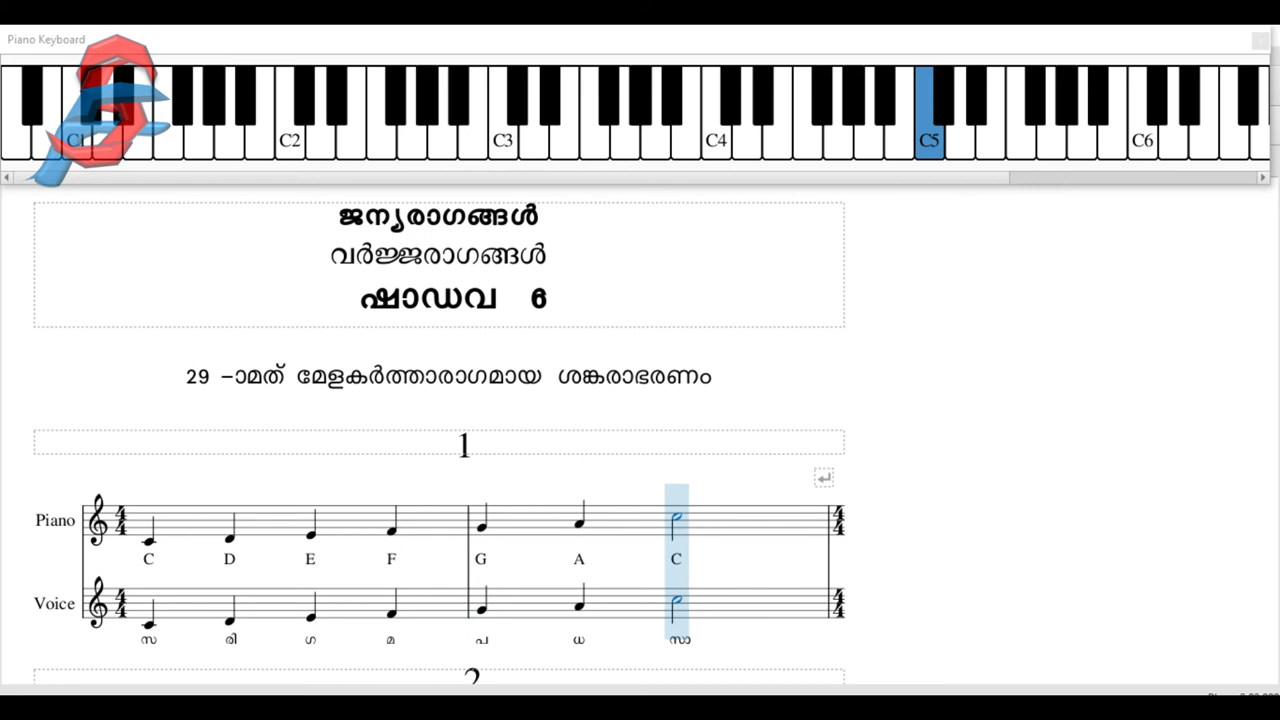 Piano Keyboard
C1 C2 C3 C4 C5 C6
ജന്യരാഗങ്ങൾ
വർജ്ജരാഗങ്ങൾ
ഷാഡവ 6
29 -ാമത് മേളകർത്താരാഗമായ ശങ്കരാഭരണം
1
Piano
C D E F G A C
Voice
സ രി ഗ മ പ ധ സാ
2